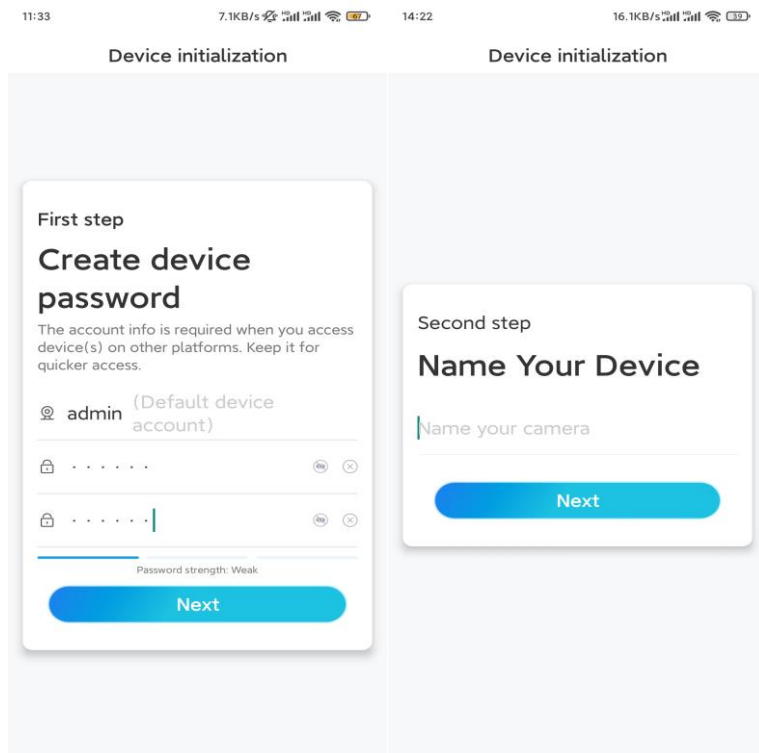 11:33
7.1KB/s
67
Device initialization
First step
Create device
password
The account info is required when you access
device(s) on other platforms. Keep it for
quicker access.
admin
(Default device
account)
······
······
Password strength: Weak
Next
14:22
16.1KB/s
39
Device initialization
Second step
Name Your Device
Name your camera
Next